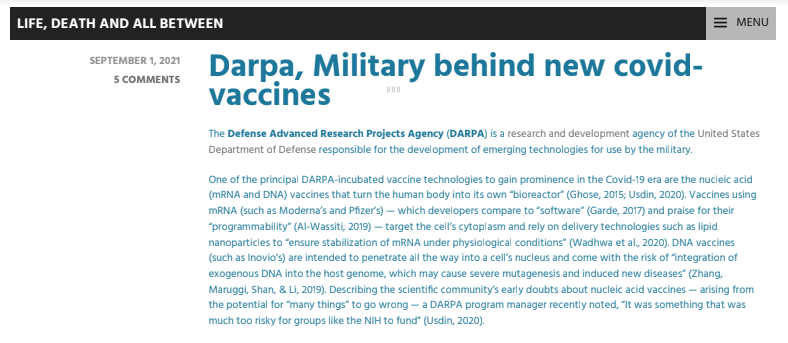 LIFE, DEATH AND ALL BETWEEN
MENU
SEPTEMBER 1, 2021
5 COMMENTS
Darpa, Military behind new covid-
vaccines
The Defense Advanced Research Projects Agency (DARPA) is a research and development agency of the United States
Department of Defense responsible for the development of emerging technologies for use by the military.
One of the principal DARPA-incubated vaccine technologies to gain prominence in the Covid-19 era are the nucleic acid
(mRNA and DNA) vaccines that turn the human body into its own “bioreactor” (Ghose, 2015; Usdin, 2020). Vaccines using
mRNA (such as Moderna’s and Pfizer’s) — which developers compare to “software” (Garde, 2017) and praise for their
“programmability” (Al-Wassiti, 2019) — target the cell’s cytoplasm and rely on delivery technologies such as lipid
nanoparticles to “ensure stabilization of mRNA under physiological conditions” (Wadhwa et al., 2020). DNA vaccines
(such as Inovio’s) are intended to penetrate all the way into a cell’s nucleus and come with the risk of “integration of
exogenous DNA into the host genome, which may cause severe mutagenesis and induced new diseases” (Zhang,
Maruggi, Shan, & Li, 2019). Describing the scientific community’s early doubts about nucleic acid vaccines — arising from
the potential for “many things” to go wrong — a DARPA program manager recently noted, “It was something that was
much too risky for groups like the NIH to fund” (Usdin, 2020).